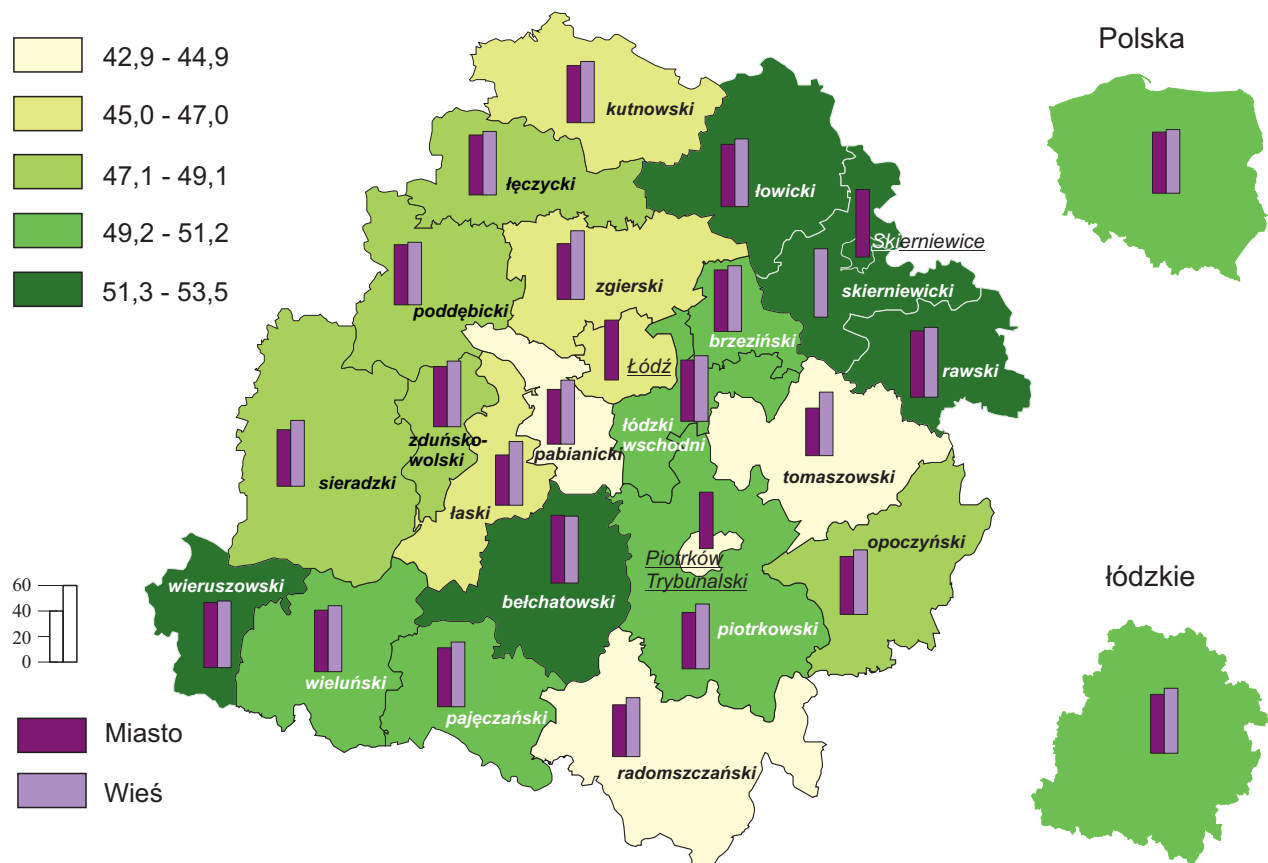 42,9 - 44,9
45,0 - 47,0
47,1 - 49,1
49,2 - 51,2
51,3 - 53,5
Polska
kutnowski
łęczycki
łowicki
Skierniewice
zgierski
skierniewicki
poddębicki
brzeziński
Łódź
rawski
zduńsko-
wolski
pabianicki
łódzki
wschodni
sieradzki
tomaszowski
łaski
opoczyński
Piotrków
Trybunalski
łódzkie
wieruszowski
bełchatowski
piotrkowski
60
40
20
0
wieluński
pajęczański
radomszczański
Miasto
Wieś